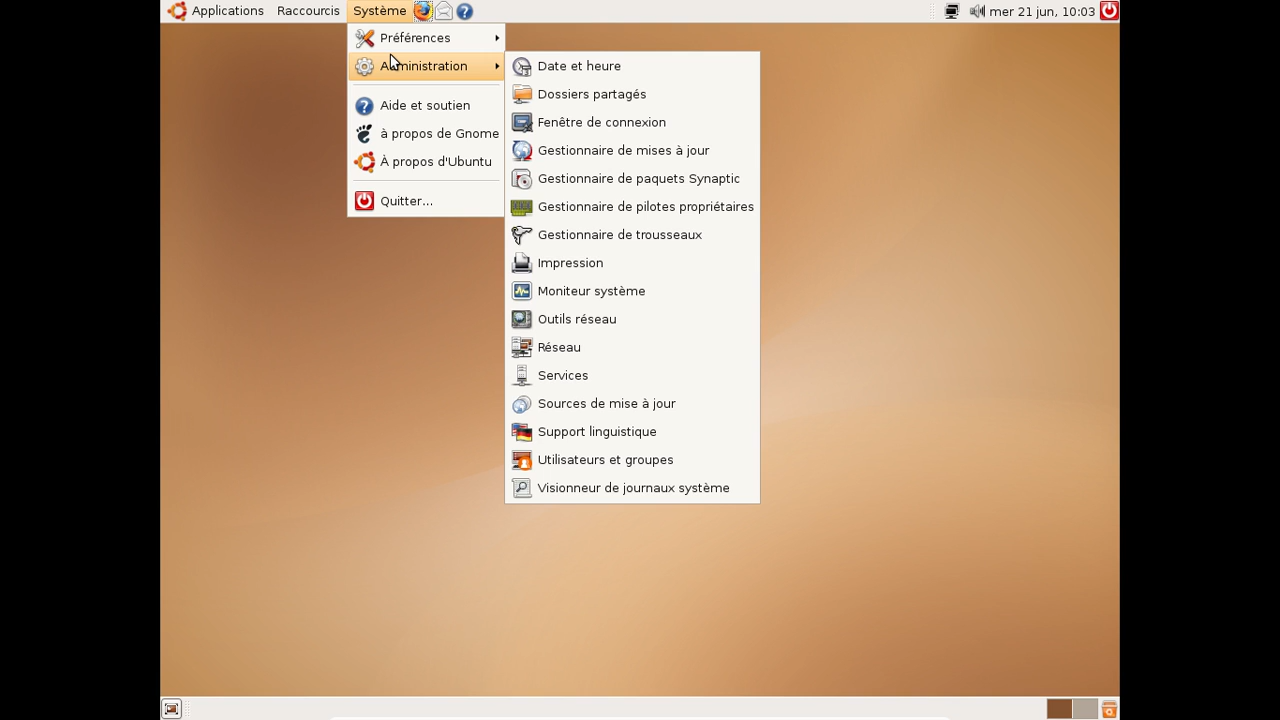 Applications Raccourcis Système mer 21 jun, 10:03
Préférences
Administration
Aide et soutien
à propos de Gnome
À propos d'Ubuntu
Quitter...
Date et heure
Dossiers partagés
Fenêtre de connexion
Gestionnaire de mises à jour
Gestionnaire de paquets Synaptic
Gestionnaire de pilotes propriétaires
Gestionnaire de trousseaux
Impression
Moniteur système
Outils réseau
Réseau
Services
Sources de mise à jour
Support linguistique
Utilisateurs et groupes
Visionneur de journaux système